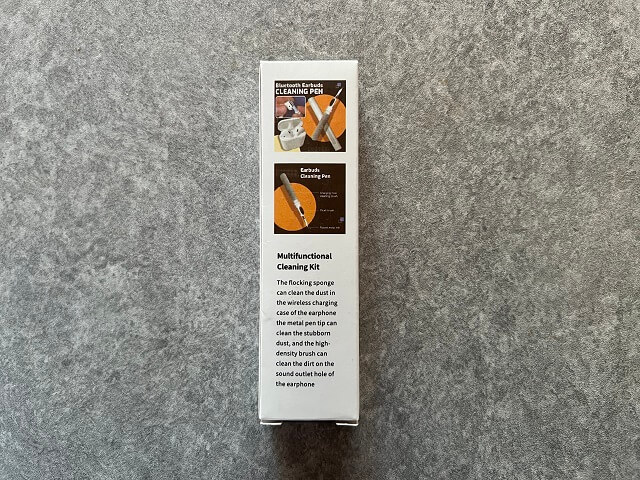 Bluetooth Earbuds
CLEANING PEN
Earbuds
Cleaning Pen
Multifunctional
Cleaning Kit
The flocking sponge
can clean the dust in
the wireless charging
case of the earphone
the metal pen tip can
clean the stubborn
dust, and the high-
density brush can
clean the dirt on the
sound outlet hole of
the earphone